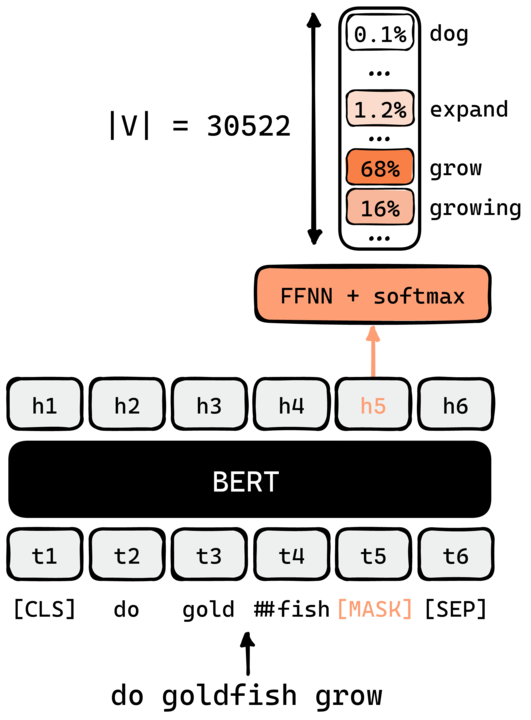 0.1% dog
...
|V| = 30522
1.2% expand
...
68% grow
16% growing
...
FFNN + softmax
h1 h2 h3 h4 h5 h6
BERT
t1 t2 t3 t4 t5 t6
[CLS] do gold ##fish [MASK] [SEP]
do goldfish grow